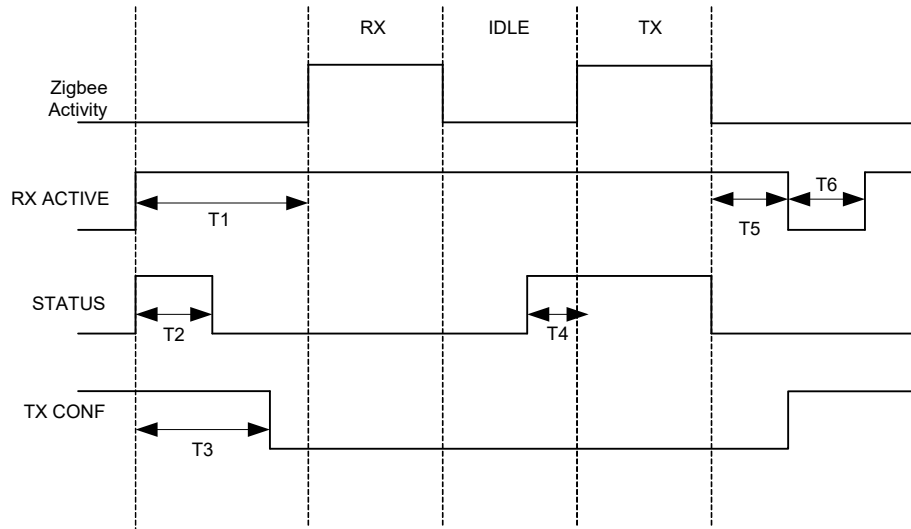 RX
IDLE
TX
Zigbee
Activity
RX ACTIVE
T1
T5
T6
STATUS
T2
T4
TX CONF
T3